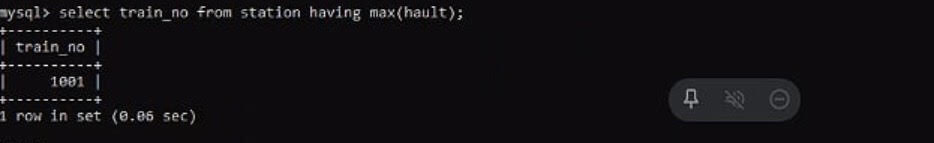 mysql> select train_no from station having max(hault);
+----------+
| train_no |
+----------+
|     1001 |
+----------+
1 row in set (0.06 sec)